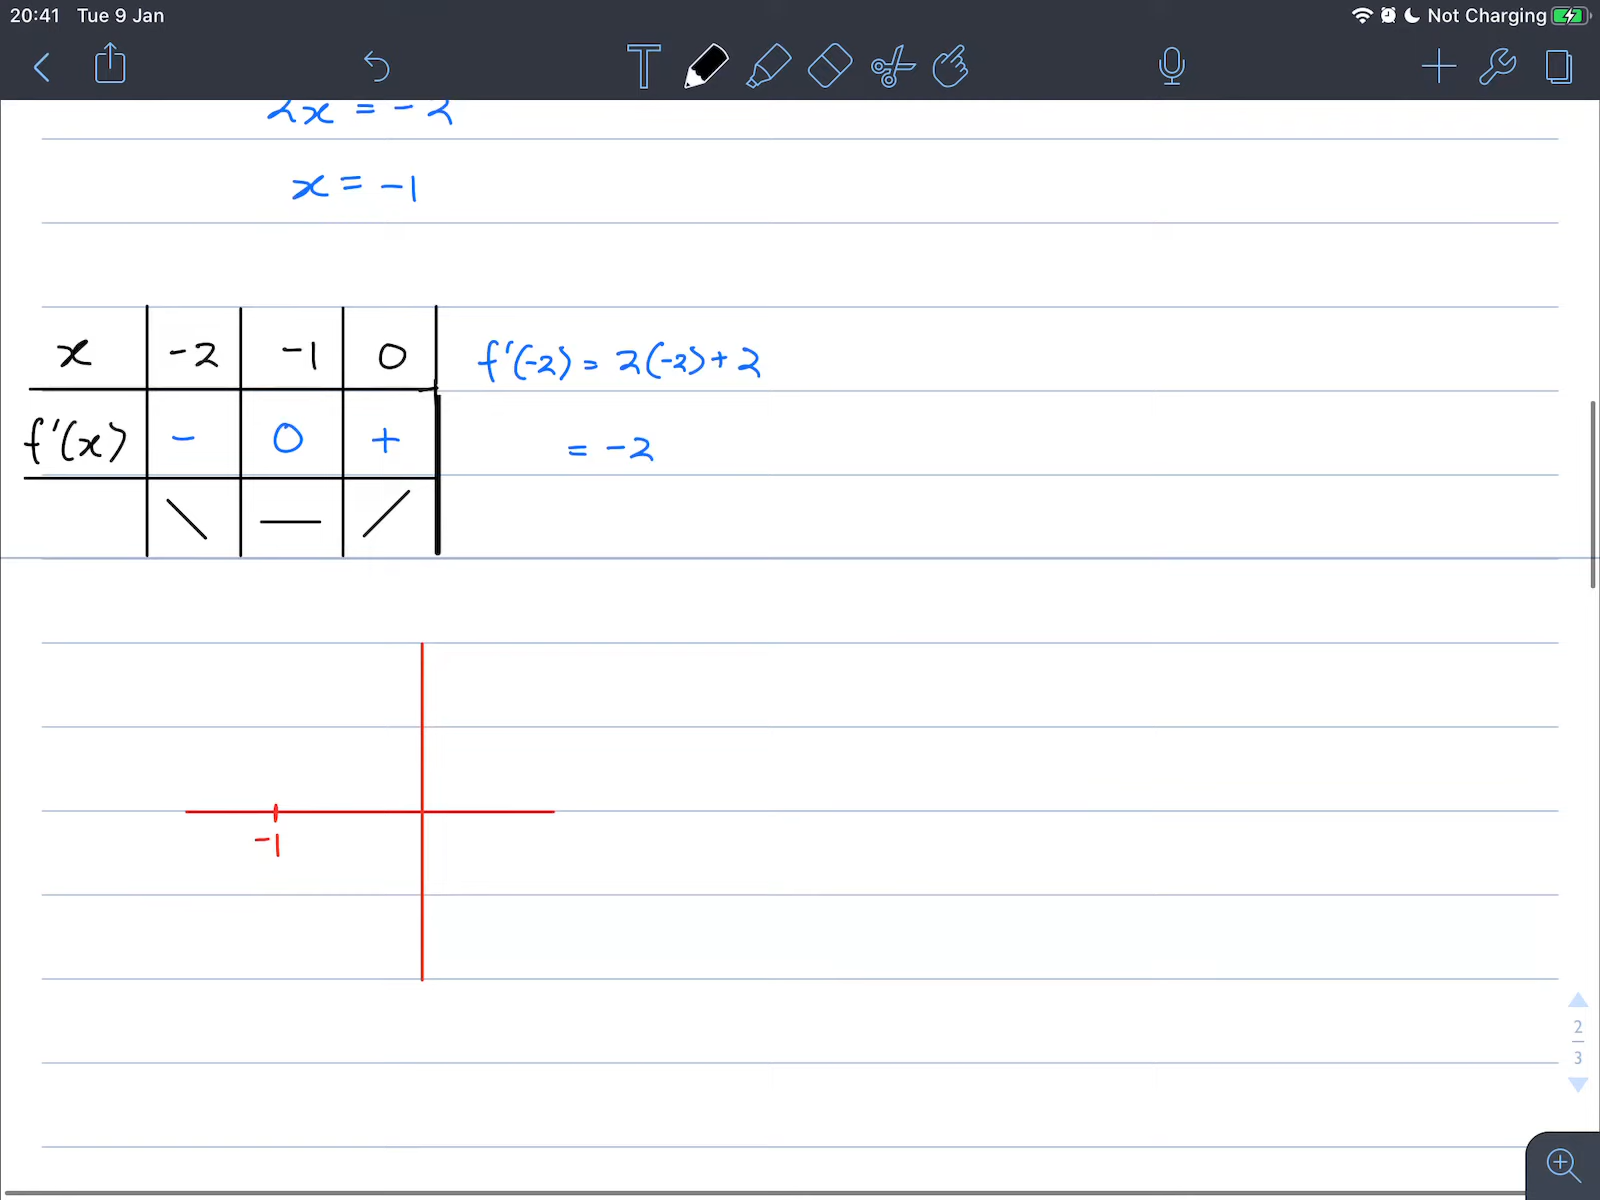 20:41 Tue 9 Jan Not Charging
T
2x = -2
x = -1
x -2 -1 0 f'(-2) = 2(-2)+2
f'(x) - 0 + = -2
-1
2
3